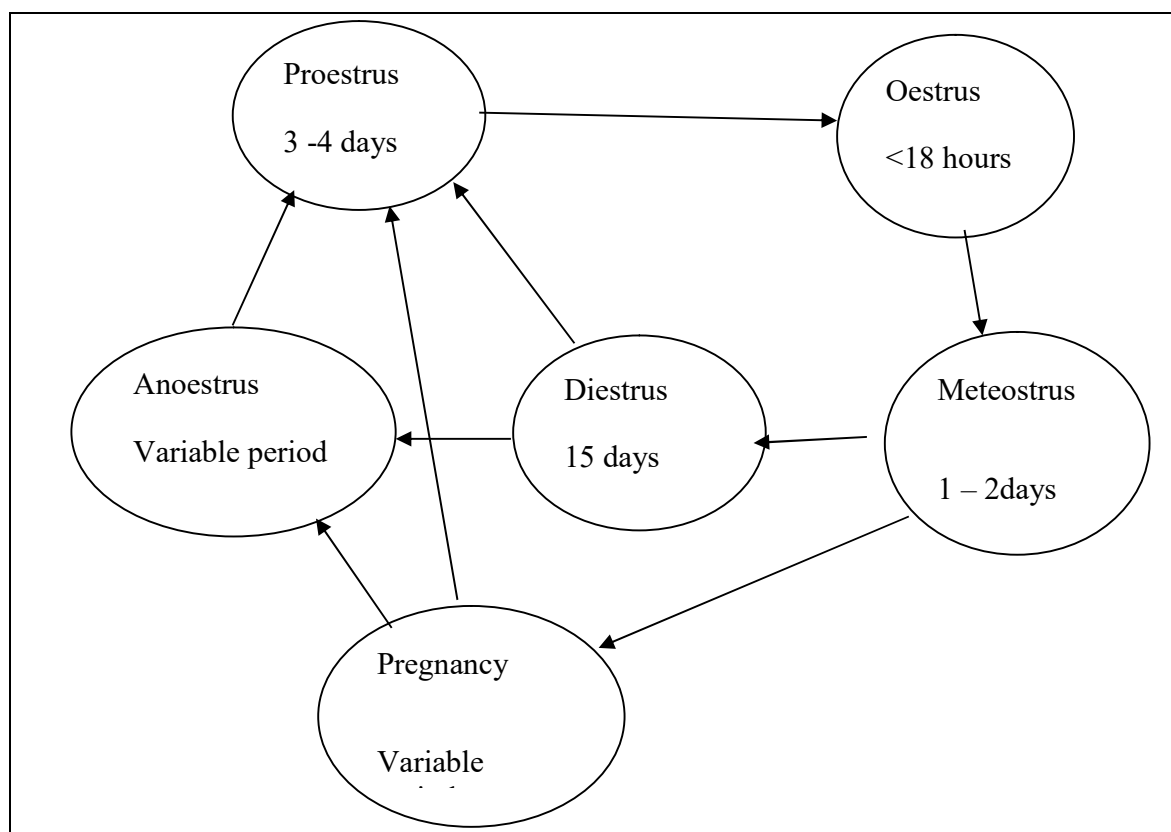 Proestrus
3 -4 days
Oestrus
<18 hours
Anoestrus
Variable period
Diestrus
15 days
Meteostrus
1 – 2days
Pregnancy
Variable